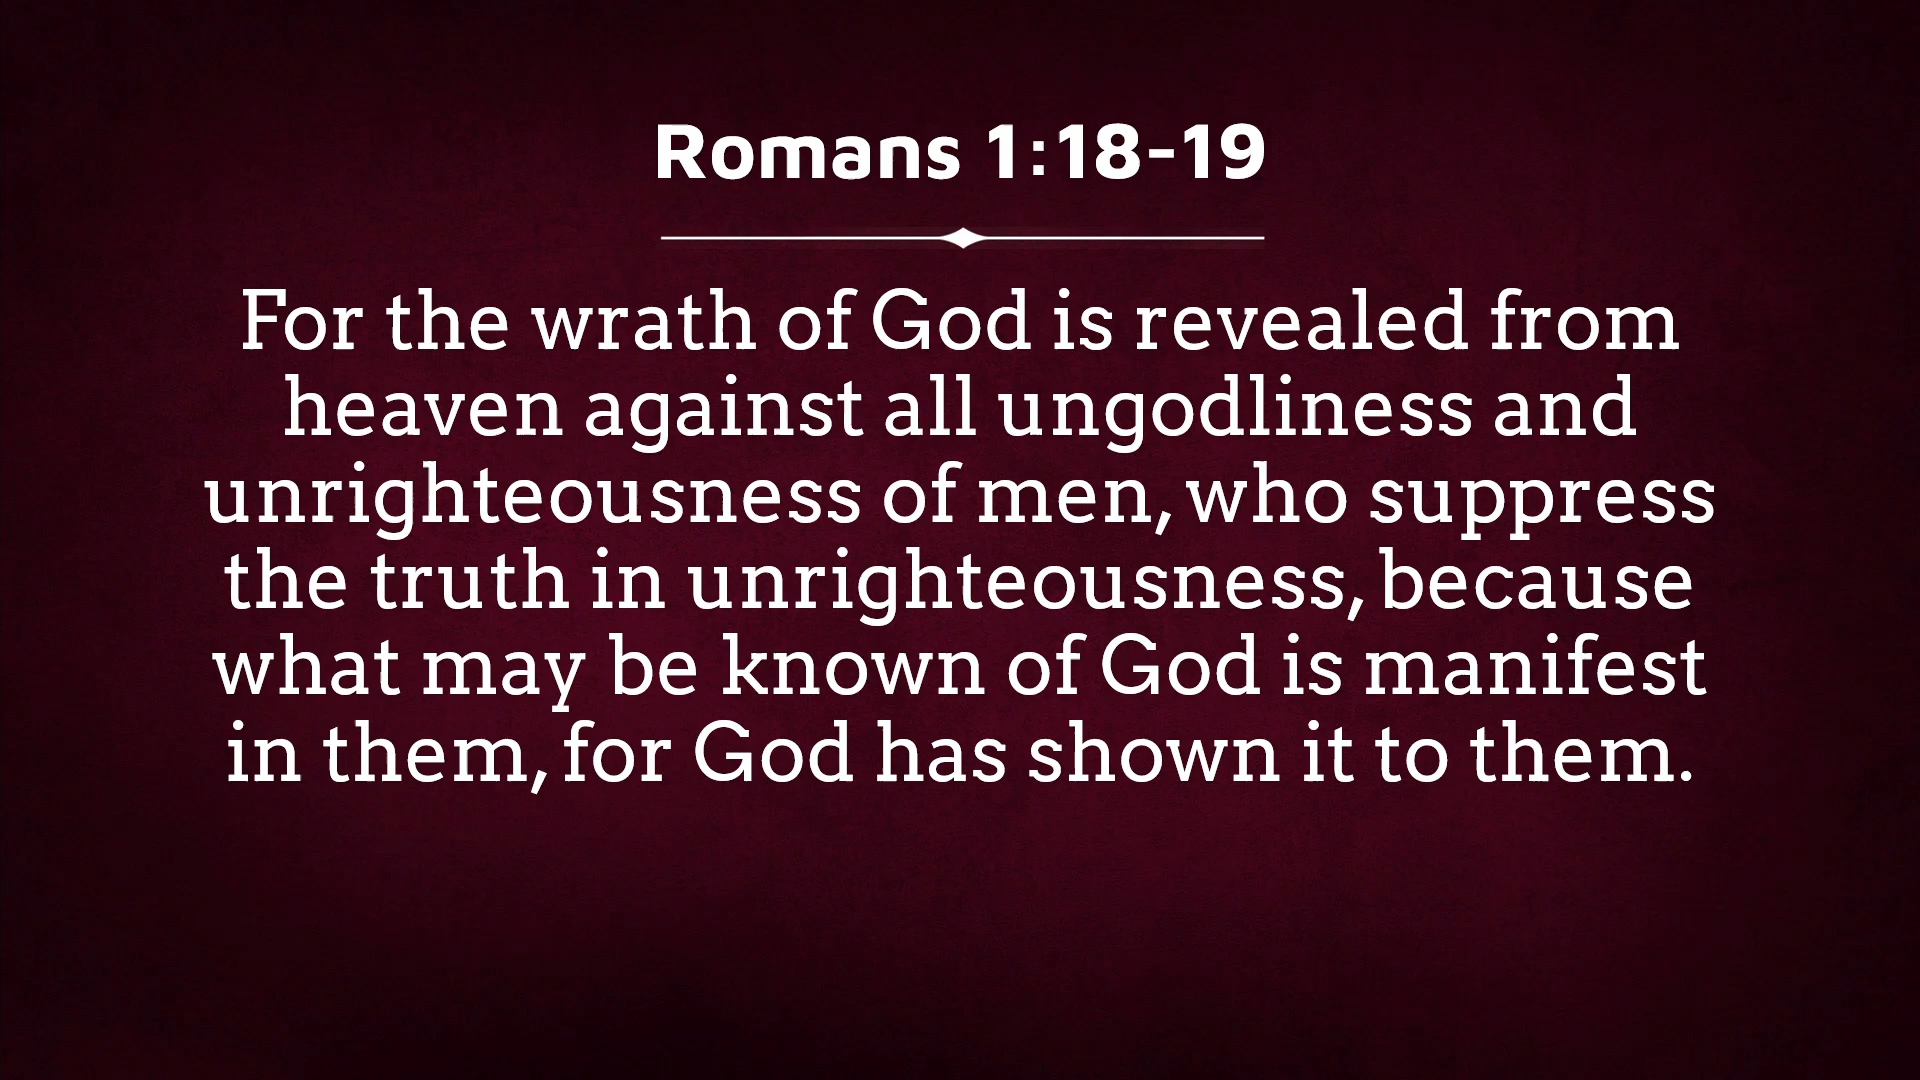 Romans 1:18-19
For the wrath of God is revealed from
heaven against all ungodliness and
unrighteousness of men, who suppress
the truth in unrighteousness, because
what may be known of God is manifest
in them, for God has shown it to them.